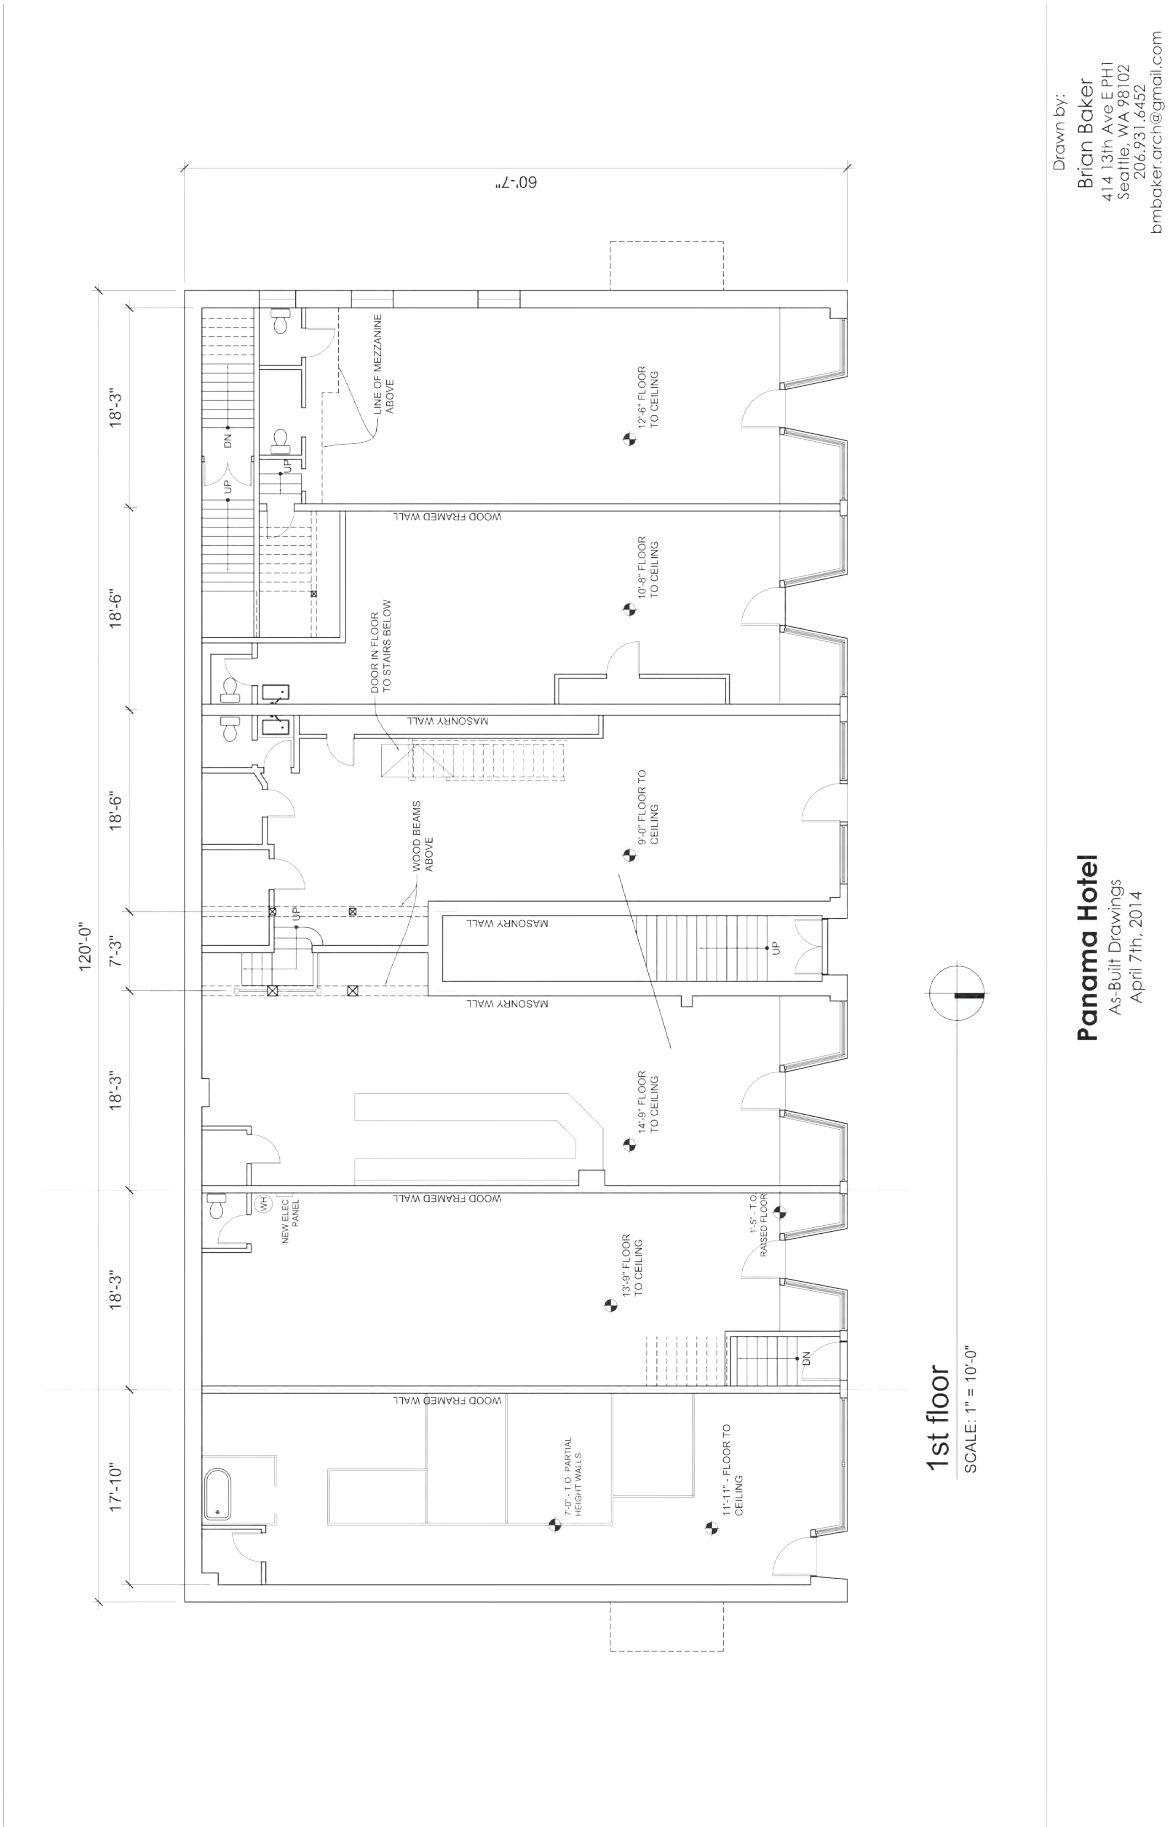 120'-0"
17'-10"
18'-3"
18'-3"
7'-3"
18'-6"
18'-6"
18'-3"
60'-7"
UP
DN
UP
UP
LINE OF MEZZANINE
ABOVE
12'-6" FLOOR
TO CEILING
WOOD FRAMED WALL
10'-8" FLOOR
TO CEILING
DOOR IN FLOOR
TO STAIRS BELOW
MASONRY WALL
9'-0" FLOOR TO
CEILING
WOOD BEAMS
ABOVE
UP
MASONRY WALL
UP
MASONRY WALL
14'-9" FLOOR
TO CEILING
WOOD FRAMED WALL
WH
NEW ELEC
PANEL
1'-5" - T.O.
RAISED FLOOR
13'-9" FLOOR
TO CEILING
DN
WOOD FRAMED WALL
7'-0" - T.O. PARTIAL
HEIGHT WALLS
11'-11" - FLOOR TO
CEILING
1st floor
SCALE: 1" = 10'-0"
Panama Hotel
As-Built Drawings
April 7th, 2014
Drawn by:
Brian Baker
414 13th Ave E PH1
Seattle, WA 98102
206.931.6452
bmbaker.arch@gmail.com